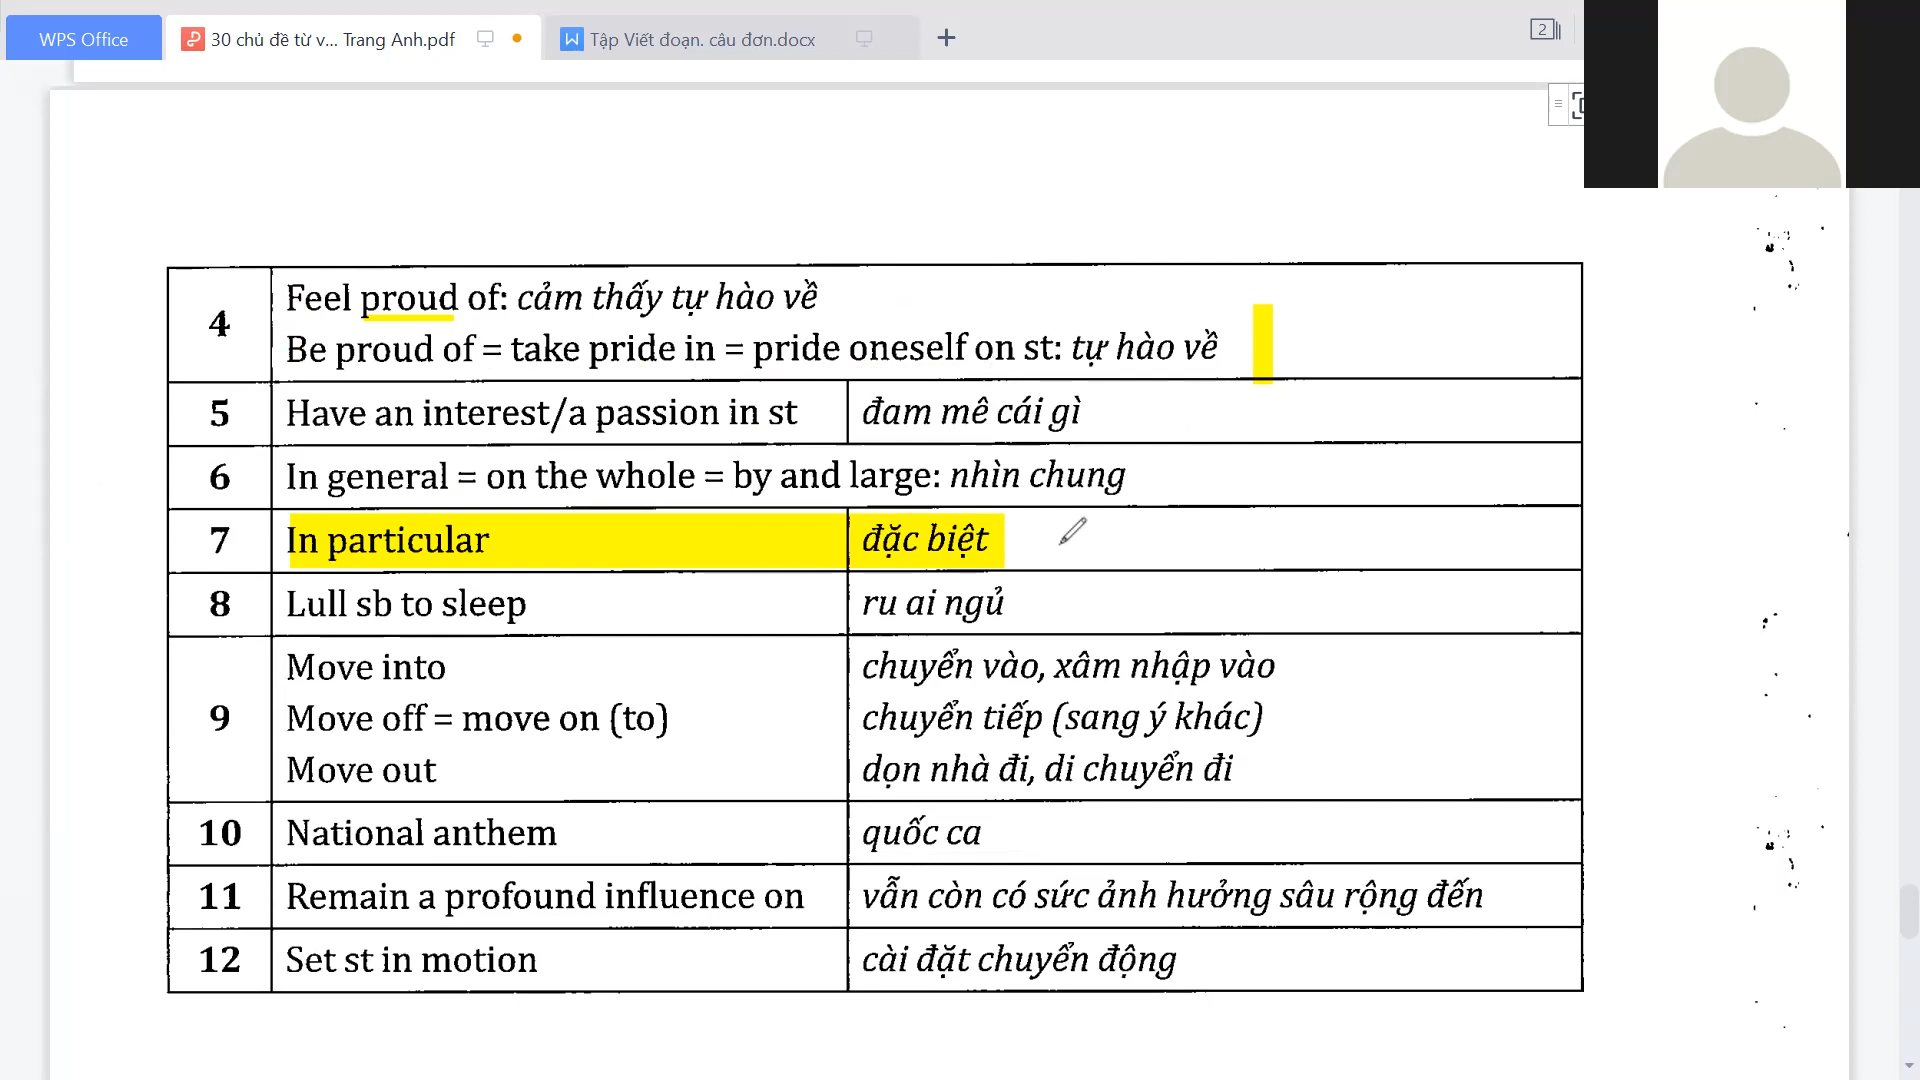 WPS Office
30 chủ đề từ v... Trang Anh.pdf
Tập Viết đoạn. câu đơn.docx
2
4
Feel proud of: cảm thấy tự hào về
Be proud of = take pride in = pride oneself on st: tự hào về
5 Have an interest/a passion in st đam mê cái gì
6 In general = on the whole = by and large: nhìn chung
7 In particular đặc biệt
8 Lull sb to sleep ru ai ngủ
9
Move into chuyển vào, xâm nhập vào
Move off = move on (to) chuyển tiếp (sang ý khác)
Move out dọn nhà đi, di chuyển đi
10 National anthem quốc ca
11 Remain a profound influence on vẫn còn có sức ảnh hưởng sâu rộng đến
12 Set st in motion cài đặt chuyển động